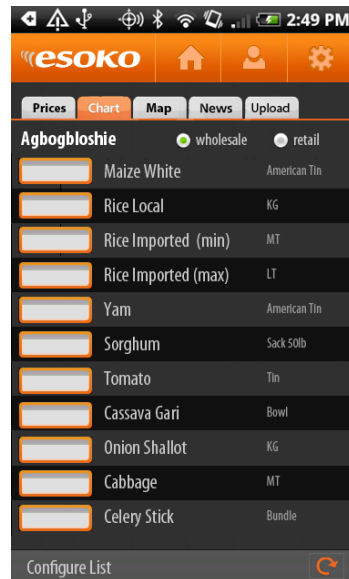 2:49 PM
esoko
Prices Chart Map News Upload
Agbogbloshie wholesale retail
Maize White American Tin
Rice Local KG
Rice Imported (min) MT
Rice Imported (max) LT
Yam American Tin
Sorghum Sack 50lb
Tomato Tin
Cassava Gari Bowl
Onion Shallot KG
Cabbage MT
Celery Stick Bundle
Configure List